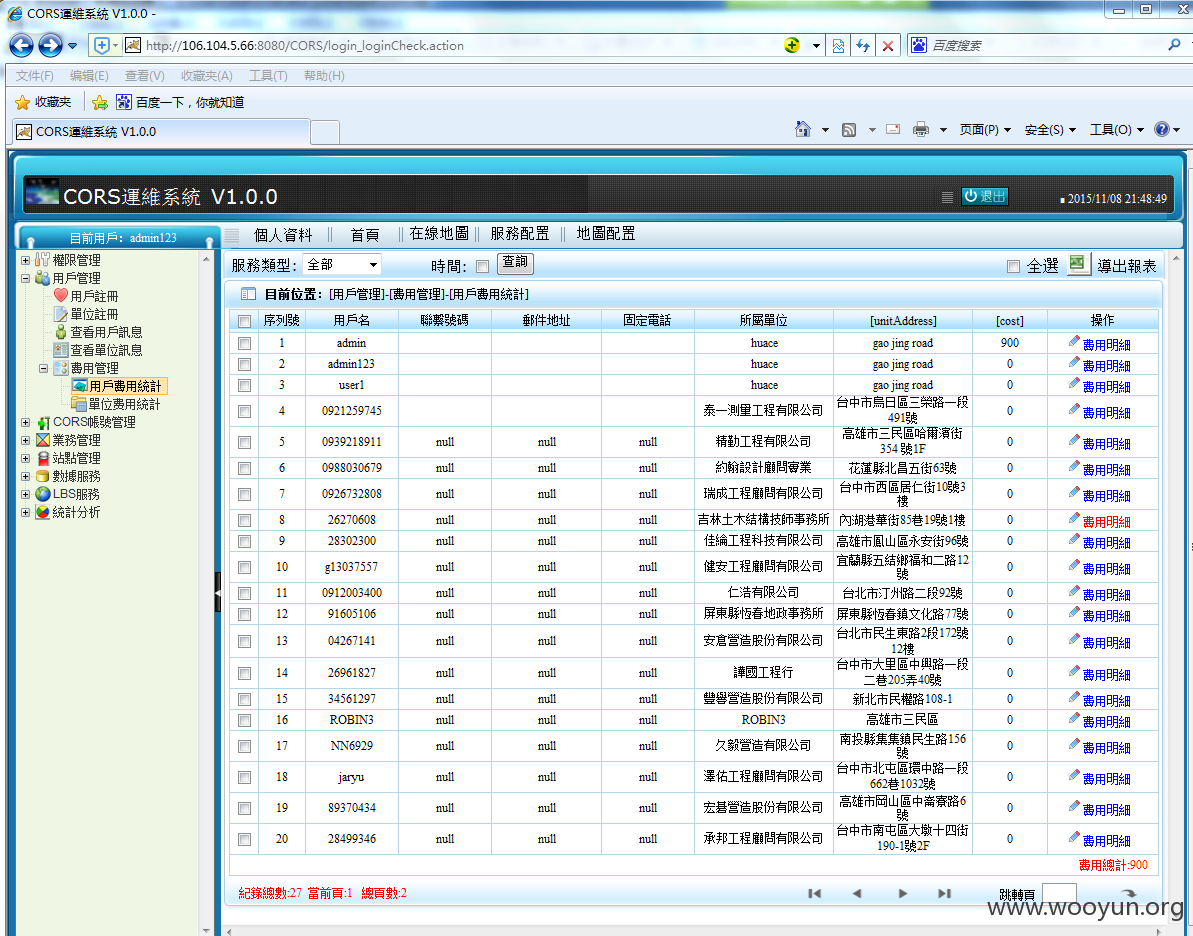 CORS運維系統 V1.0.0 -
http://106.104.5.66:8080/CORS/login_loginCheck.action
百度搜索
文件(F) 编辑(E) 查看(V) 收藏夹(A) 工具(T) 帮助(H)
收藏夹 百度一下，你就知道
CORS運維系統 V1.0.0
页面(P) 安全(S) 工具(O)
CORS運維系統 V1.0.0
退出
2015/11/08 21:48:49
目前用戶: admin123
個人資料 首頁 在線地圖 服務配置 地圖配置
權限管理
用戶管理
用戶註冊
單位註冊
查看用戶訊息
查看單位訊息
費用管理
用戶費用統計
單位費用統計
CORS帳號管理
業務管理
站點管理
數據服務
LBS服務
統計分析
服務類型: 全部 時間: 查詢 全選 導出報表
目前位置: [用戶管理]-[費用管理]-[用戶費用統計]
序列號 用戶名 聯繫號碼 郵件地址 固定電話 所屬單位 [unitAddress] [cost] 操作
1 admin huace gao jing road 900 費用明細
2 admin123 huace gao jing road 0 費用明細
3 user1 huace gao jing road 0 費用明細
4 0921259745 泰一測量工程有限公司 台中市烏日區三榮路一段
491號 0 費用明細
5 0939218911 null null null 精勤工程有限公司 高雄市三民區哈爾濱街
354 號1F 0 費用明細
6 0988030679 null null null 約翰設計顧問實業 花蓮縣北昌五街63號 0 費用明細
7 0926732808 null null null 瑞成工程顧問有限公司 台中市西區居仁街10號3
樓 0 費用明細
8 26270608 null null null 吉林土木結構技師事務所 內湖港華街85巷19號1樓 0 費用明細
9 28302300 null null null 佳綸工程科技有限公司 高雄市鳳山區永安街96號 0 費用明細
10 g13037557 null null null 健安工程顧問有限公司 宜蘭縣五結鄉福和二路12
號 0 費用明細
11 0912003400 null null null 仁浩有限公司 台北市汀州路二段92號 0 費用明細
12 91605106 null null null 屏東縣恆春地政事務所 屏東縣恆春鎮文化路77號 0 費用明細
13 04267141 null null null 安倉營造股份有限公司 台北市民生東路2段172號
12樓 0 費用明細
14 26961827 null null null 譁國工程行 台中市大里區中興路一段
二巷205弄40號 0 費用明細
15 34561297 null null null 豐譽營造股份有限公司 新北市民權路108-1 0 費用明細
16 ROBIN3 null null null ROBIN3 高雄市三民區 0 費用明細
17 NN6929 null null null 久毅營造有限公司 南投縣集集鎮民生路156
號 0 費用明細
18 jaryu null null null 澤佑工程顧問有限公司 台中市北屯區環中路一段
662巷1032號 0 費用明細
19 89370434 null null null 宏碁營造股份有限公司 高雄市岡山區中崙寮路6
號 0 費用明細
20 28499346 null null null 承邦工程顧問有限公司 台中市南屯區大墩十四街
190-1號2F 0 費用明細
費用總計:900
紀錄總數:27 當前頁:1 總頁數:2 跳轉頁
www.wooyun.org